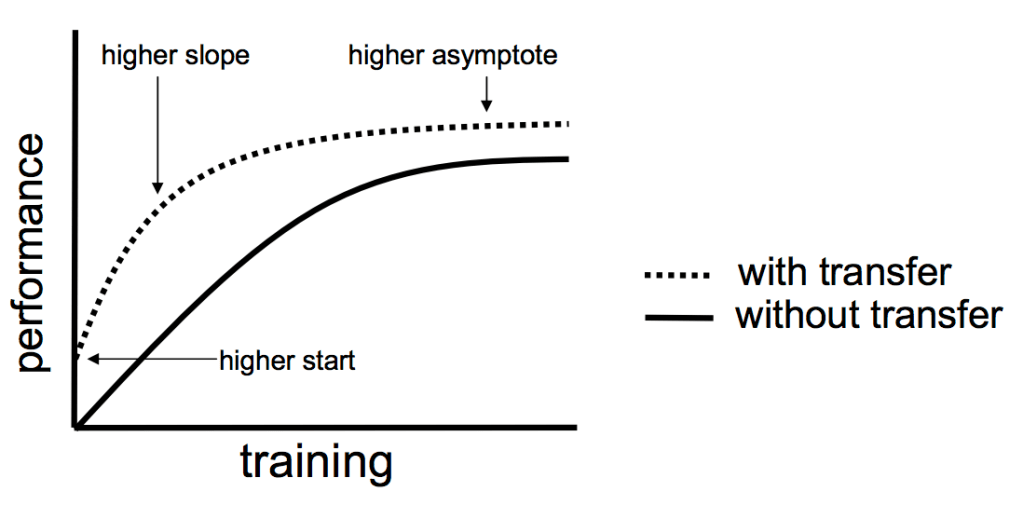 higher slope
higher asymptote
performance
with transfer
without transfer
higher start
training